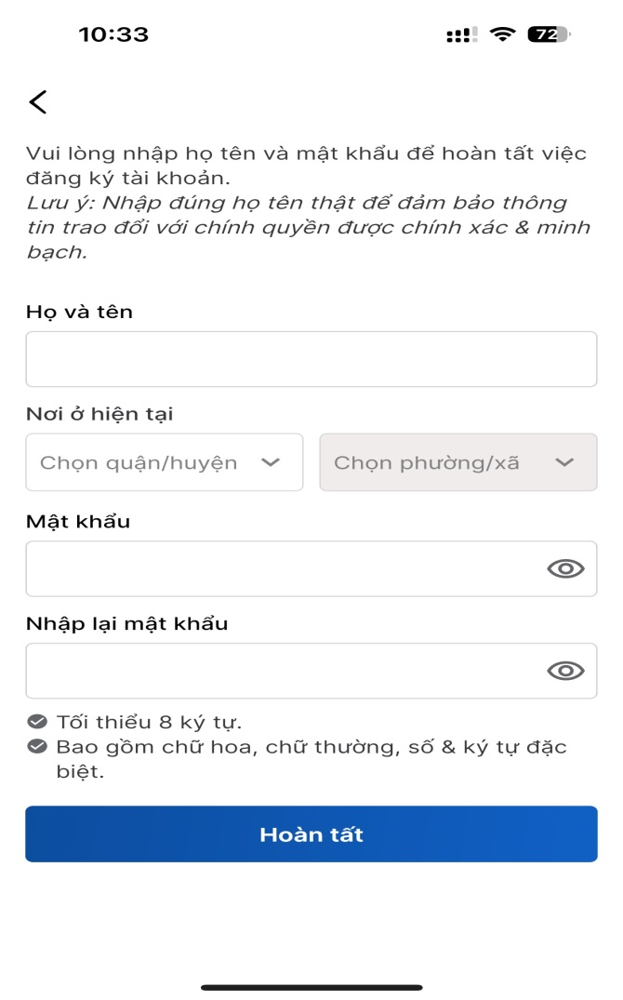 10:33
72
Vui lòng nhập họ tên và mật khẩu để hoàn tất việc
đăng ký tài khoản.
Lưu ý: Nhập đúng họ tên thật để đảm bảo thông
tin trao đổi với chính quyền được chính xác & minh
bạch.
Họ và tên
Nơi ở hiện tại
Chọn quận/huyện
Chọn phường/xã
Mật khẩu
Nhập lại mật khẩu
Tối thiểu 8 ký tự.
Bao gồm chữ hoa, chữ thường, số & ký tự đặc
biệt.
Hoàn tất